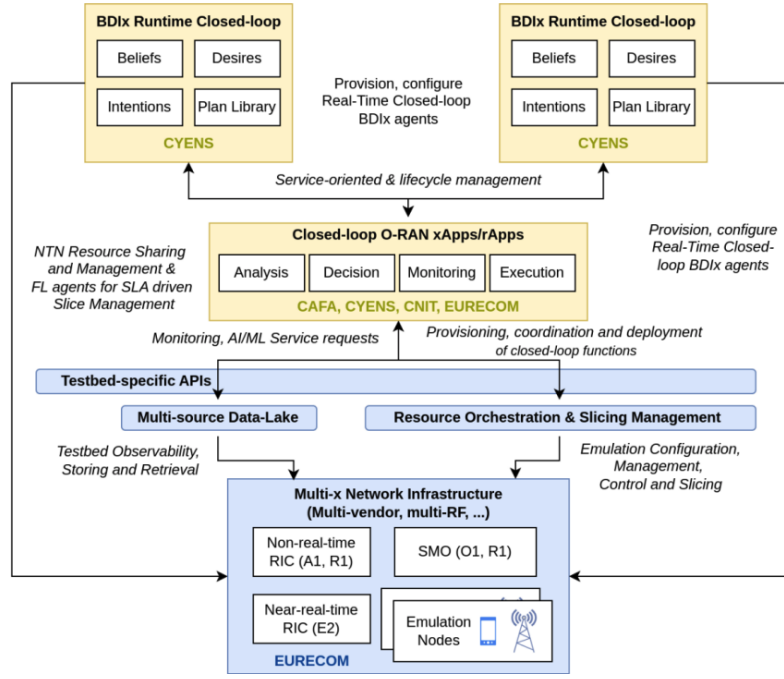 BDIx Runtime Closed-loop
Beliefs
Desires
Intentions
Plan Library
CYENS
Provision, configure
Real-Time Closed-loop
BDIx agents
BDIx Runtime Closed-loop
Beliefs
Desires
Intentions
Plan Library
CYENS
Service-oriented & lifecycle management
NTN Resource Sharing
and Management &
FL agents for SLA driven
Slice Management
Closed-loop O-RAN xApps/rApps
Analysis
Decision
Monitoring
Execution
CAFA, CYENS, CNIT, EURECOM
Provision, configure
Real-Time Closed-
loop BDIx agents
Monitoring, AI/ML Service requests
Provisioning, coordination and deployment
of closed-loop functions
Testbed-specific APIs
Multi-source Data-Lake
Resource Orchestration & Slicing Management
Testbed Observability,
Storing and Retrieval
Emulation Configuration,
Management,
Control and Slicing
Multi-x Network Infrastructure
(Multi-vendor, multi-RF, ...)
Non-real-time
RIC (A1, R1)
SMO (O1, R1)
Near-real-time
RIC (E2)
Emulation
Nodes
EURECOM